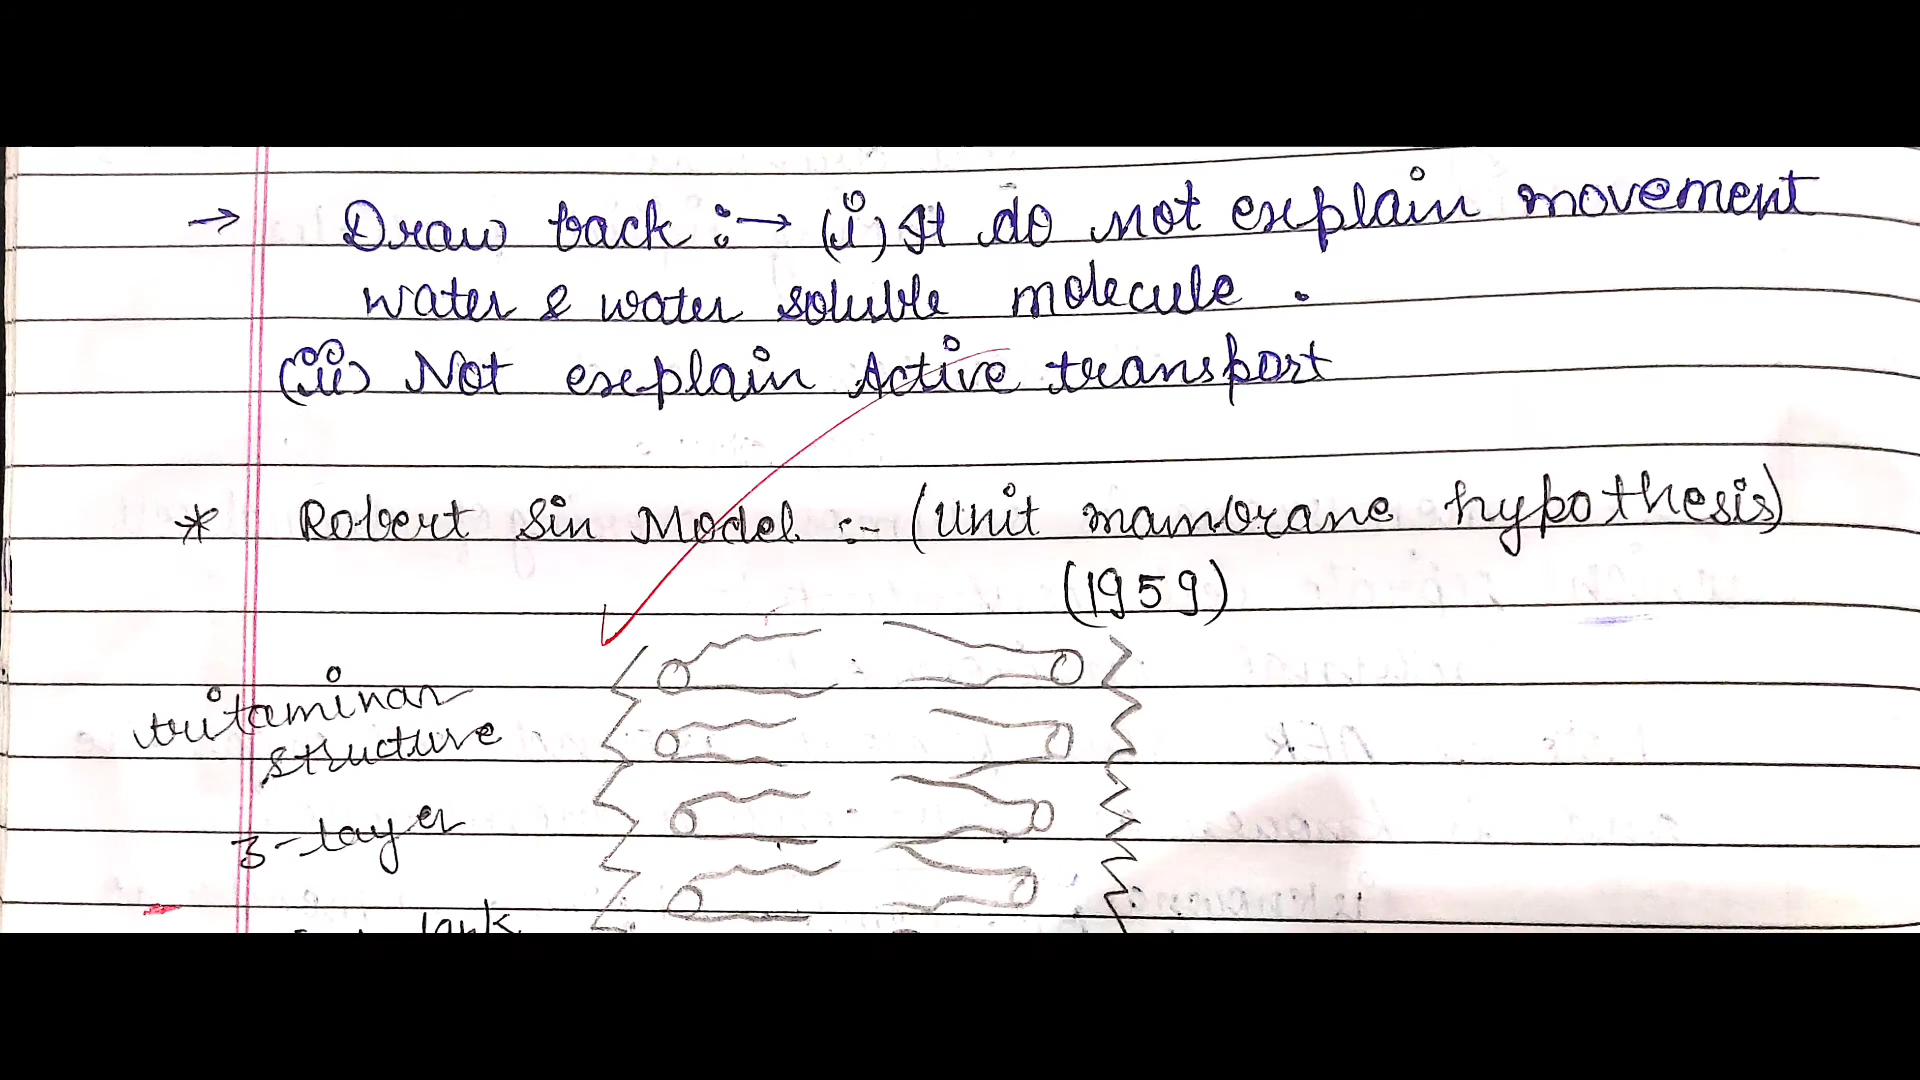 → Draw back :→ (i) It do not explain movement
water & water soluble molecule .
(ii) Not explain Active transport
* Robert Sin Model :- (Unit mambrane hypothesis)
(1959)
tritaminar
structure
3-layer